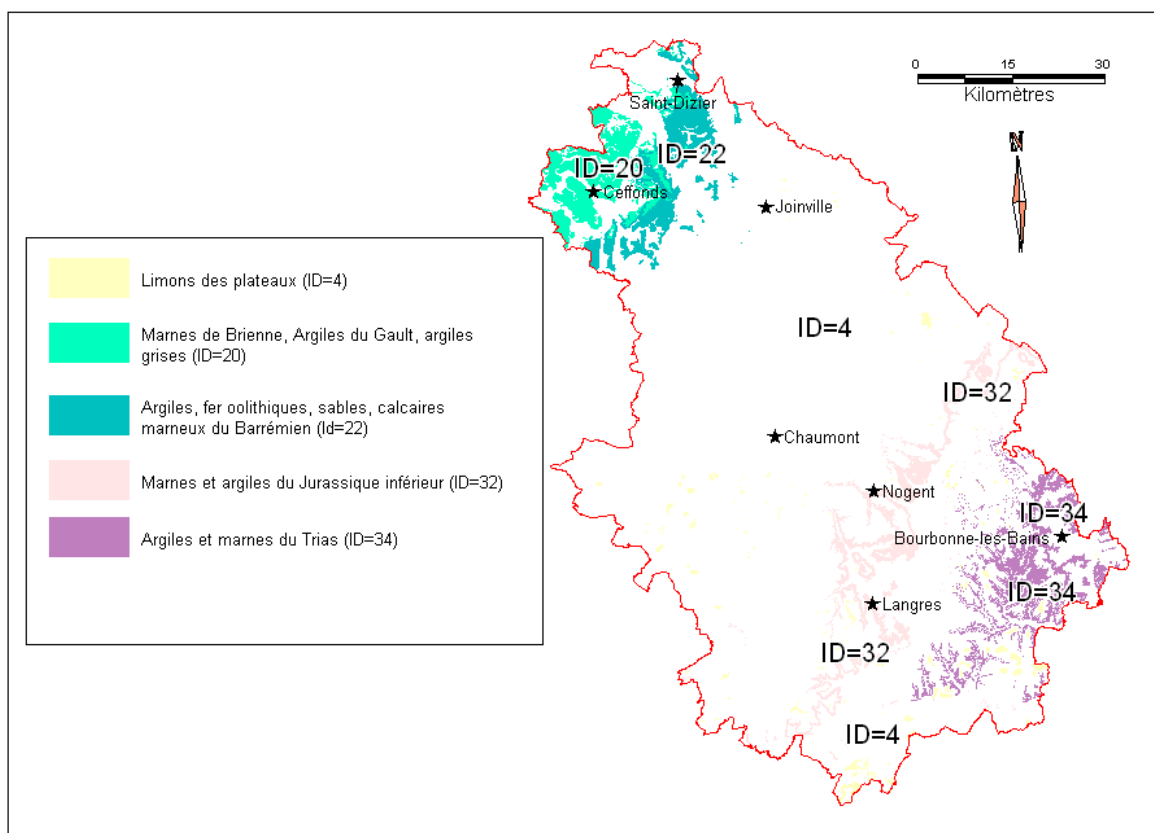 0 15 30
Kilomètres
N
Saint-Dizier
ID=20
ID=22
Ceffonds
Joinville
Limons des plateaux (ID=4)
Marnes de Brienne, Argiles du Gault, argiles
grises (ID=20)
Argiles, fer oolithiques, sables, calcaires
marneux du Barrémien (Id=22)
Marnes et argiles du Jurassique inférieur (ID=32)
Argiles et marnes du Trias (ID=34)
ID=4
ID=32
Chaumont
Nogent
ID=34
Bourbonne-les-Bains
ID=34
Langres
ID=32
ID=4